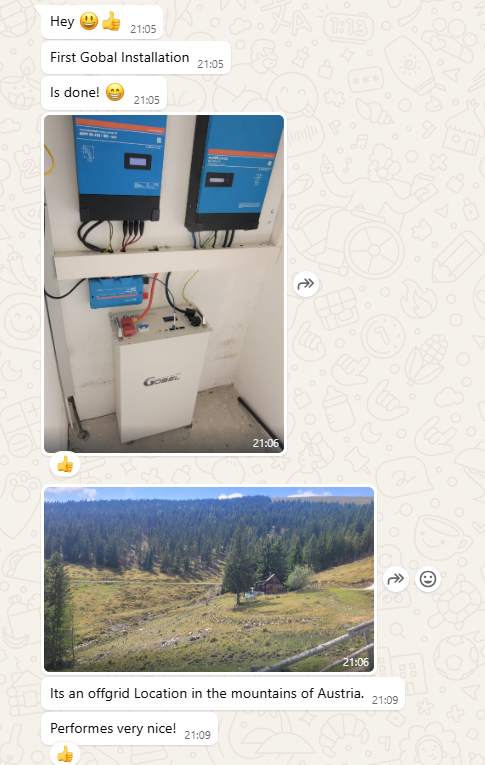 Hey 😃👍 21:05
First Gobal Installation 21:05
Is done! 😁 21:05
GOBEL
21:06
21:06
Its an offgrid Location in the mountains of Austria. 21:09
Performes very nice! 21:09